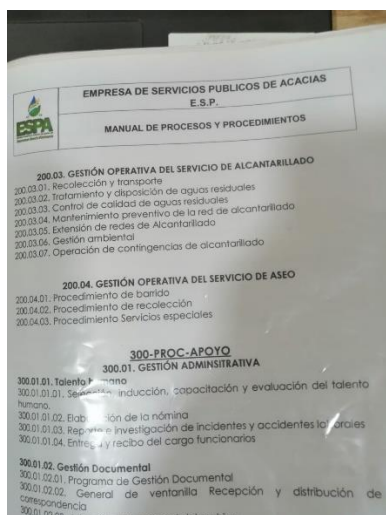 ESPA
EMPRESA DE SERVICIOS PUBLICOS DE ACACIAS
E.S.P.
MANUAL DE PROCESOS Y PROCEDIMIENTOS
200.03. GESTIÓN OPERATIVA DEL SERVICIO DE ALCANTARILLADO
200.03.01. Recolección y transporte
200.03.02. Tratamiento y disposición de aguas residuales
200.03.03. Control de calidad de aguas residuales
200.03.04. Mantenimiento preventivo de la red de alcantarillado
200.03.05. Extensión de redes de Alcantarillado
200.03.06. Gestión ambiental
200.03.07. Operación de contingencias de alcantarillado
200.04. GESTIÓN OPERATIVA DEL SERVICIO DE ASEO
200.04.01. Procedimiento de barrido
200.04.02. Procedimiento de recolección
200.04.03. Procedimiento Servicios especiales
300-PROC-APOYO
300.01. GESTIÓN ADMINSITRATIVA
300.01.01. Talento humano
300.01.01.01. Selección, inducción, capacitación y evaluación del talento
humano.
300.01.01.02. Elaboración de la nómina
300.01.01.03. Reporte e investigación de incidentes y accidentes laborales
300.01.01.04. Entrega y recibo del cargo funcionarios
300.01.02. Gestión Documental
300.01.02.01. Programa de Gestión Documental
300.01.02.02. General de ventanilla Recepción y distribución de
correspondencia